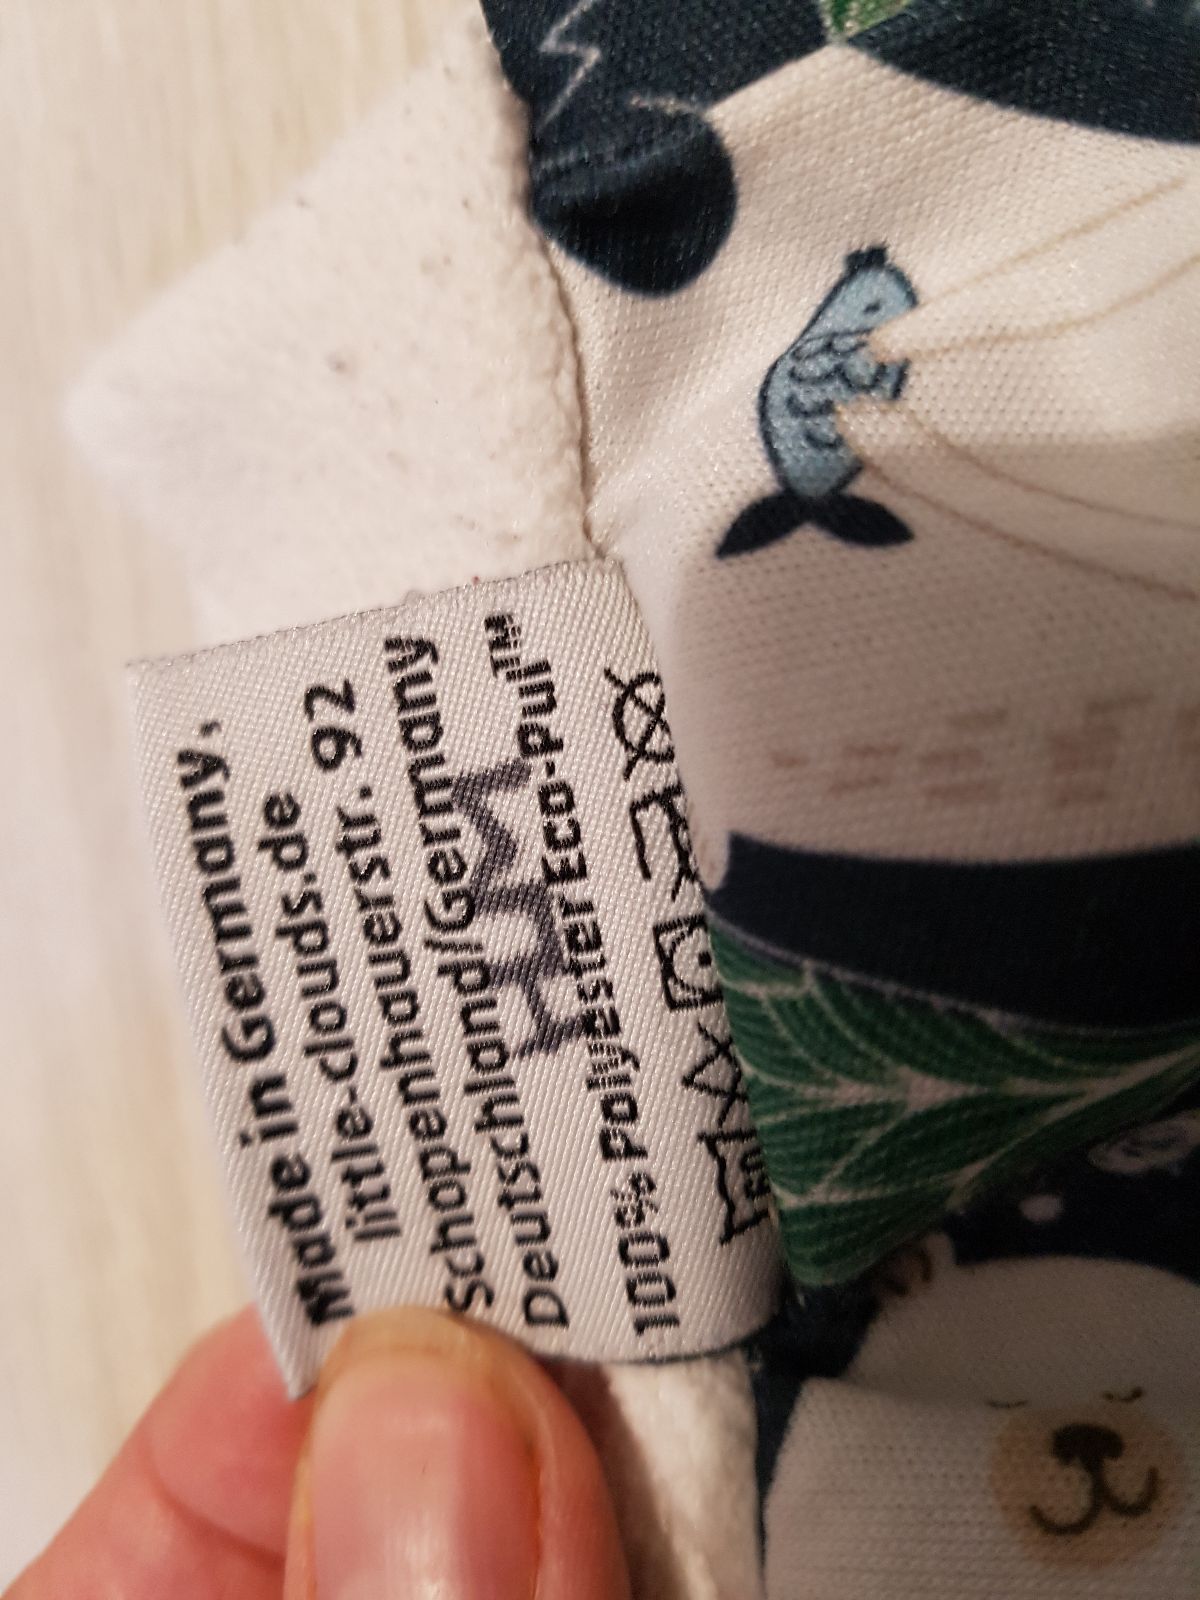 Made in Germany,
little-clouds.de
Schopenhauerstr. 92
Deutschland/Germany
100% Polyester Eco-pul™